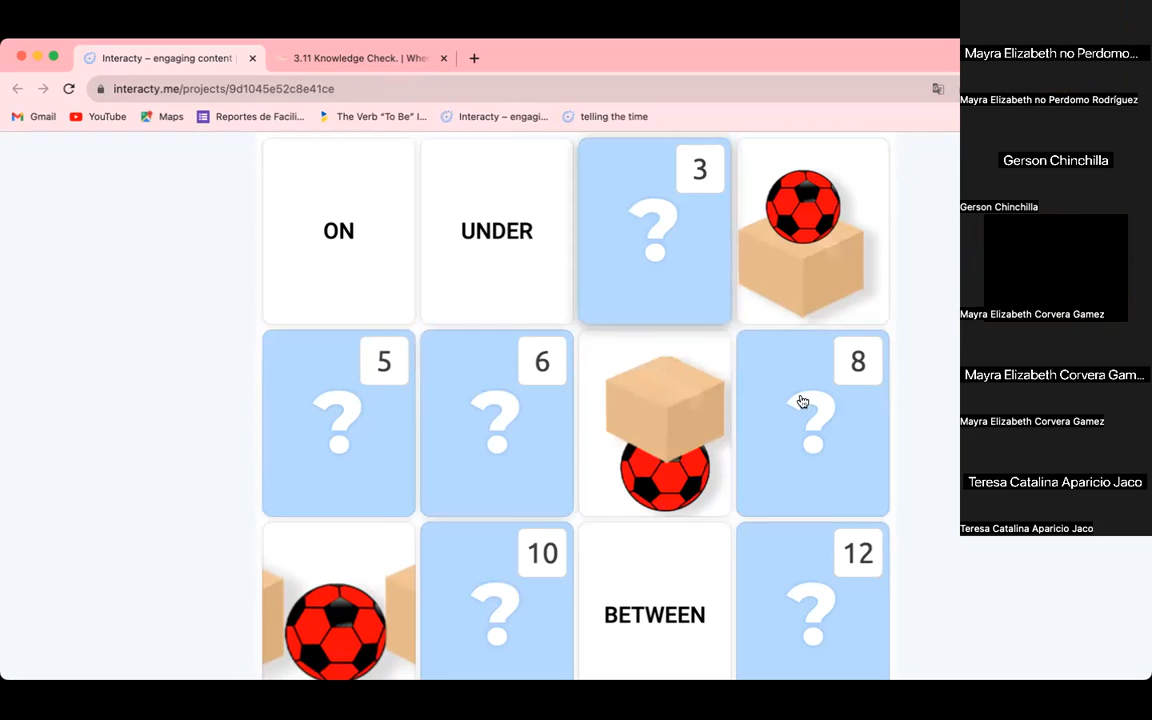 Interacty – engaging content
3.11 Knowledge Check. | Whe
interacty.me/projects/9d1045e52c8e41ce
Gmail
YouTube
Maps
Reportes de Facili...
The Verb "To Be" I...
Interacty – engagi...
telling the time
ON
UNDER
3
?
5
?
6
?
8
?
10
?
BETWEEN
12
?
Mayra Elizabeth no Perdomo...
Mayra Elizabeth no Perdomo Rodríguez
Gerson Chinchilla
Gerson Chinchilla
Mayra Elizabeth Corvera Gamez
Mayra Elizabeth Corvera Gam...
Mayra Elizabeth Corvera Gamez
Teresa Catalina Aparicio Jaco
Teresa Catalina Aparicio Jaco